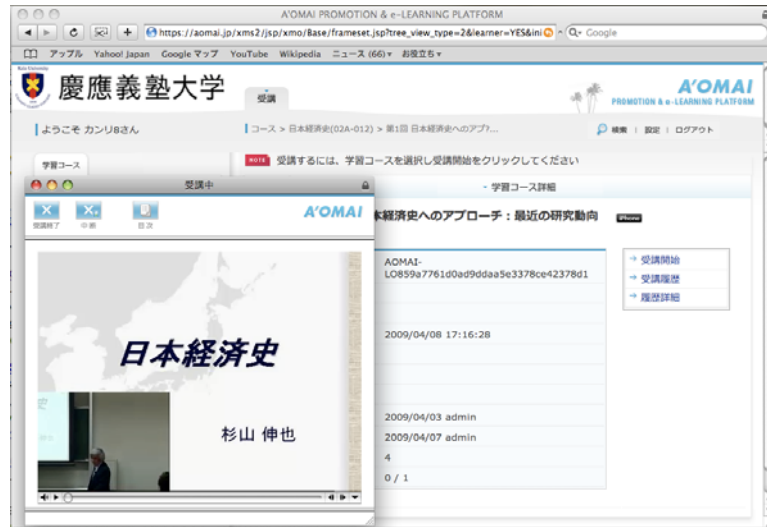 A'OMAI PROMOTION & e-LEARNING PLATFORM
https://aomai.jp/xms2/jsp/xmo/Base/frameset.jsp?tree_view_type=2&learner=YES&ini
Google
アップル Yahoo! Japan Google マップ YouTube Wikipedia ニュース (66)▼ お役立ち▼
慶應義塾大学
受講
A'OMAI
PROMOTION & e-LEARNING PLATFORM
ようこそ カンリBさん
コース > 日本経済史(02A-012) > 第1回 日本経済史へのアプ?...
検索 | 設定 | ログアウト
学習コース
NOTE 受講するには、学習コースを選択し受講開始をクリックしてください
- 学習コース詳細
本経済史へのアプローチ：最近の研究動向
iPhone
AOMAI-
LO859a7761d0ad9ddaa5e3378ce42378d1
2009/04/08 17:16:28
2009/04/03 admin
2009/04/07 admin
4
0 / 1
→ 受講開始
→ 受講履歴
→ 履歴詳細
受講中
受講終了 中断 目次
A'OMAI
日本経済史
杉山 伸也